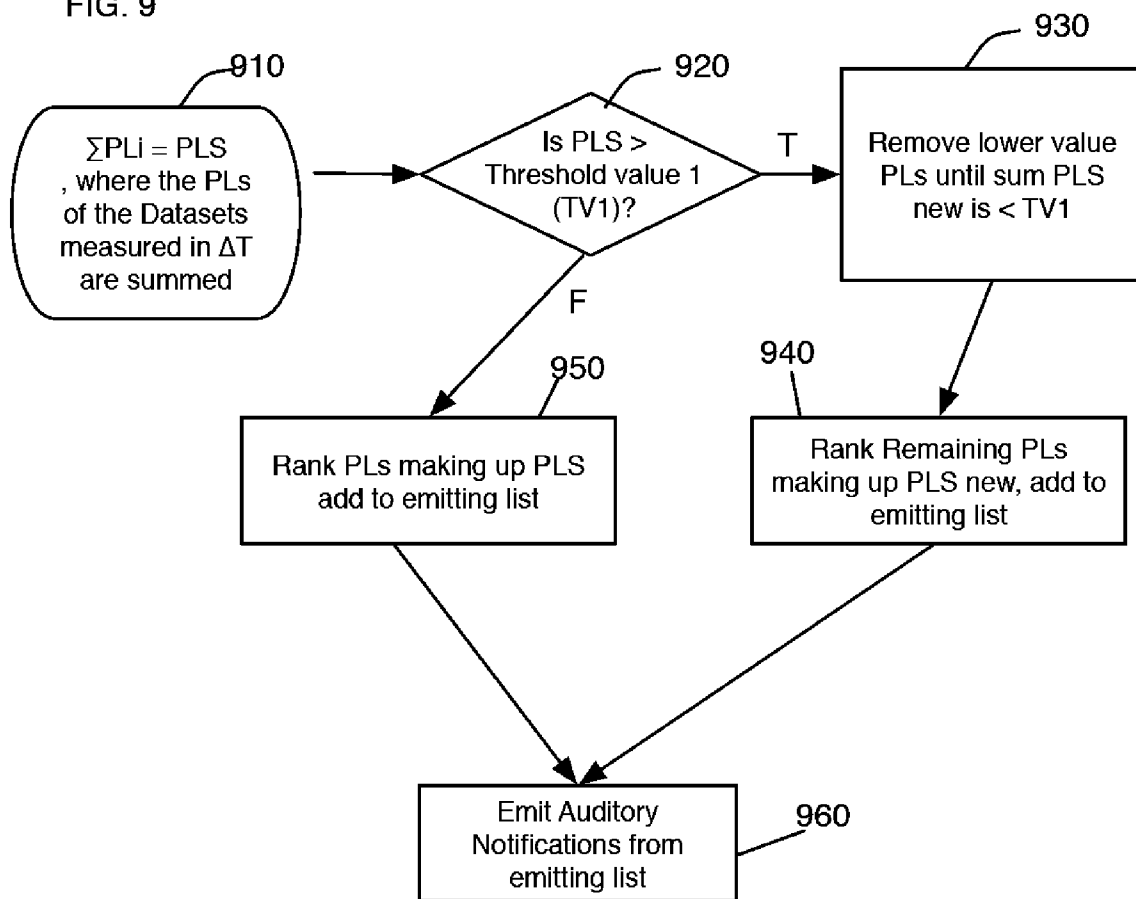 FIG. 9
910
∑PLi = PLS
, where the PLs
of the Datasets
measured in ΔT
are summed
920
Is PLS >
Threshold value 1
(TV1)?
T
F
930
Remove lower value
PLs until sum PLS
new is < TV1
950
Rank PLs making up PLS
add to emitting list
940
Rank Remaining PLs
making up PLS new, add to
emitting list
Emit Auditory
Notifications from
emitting list
960